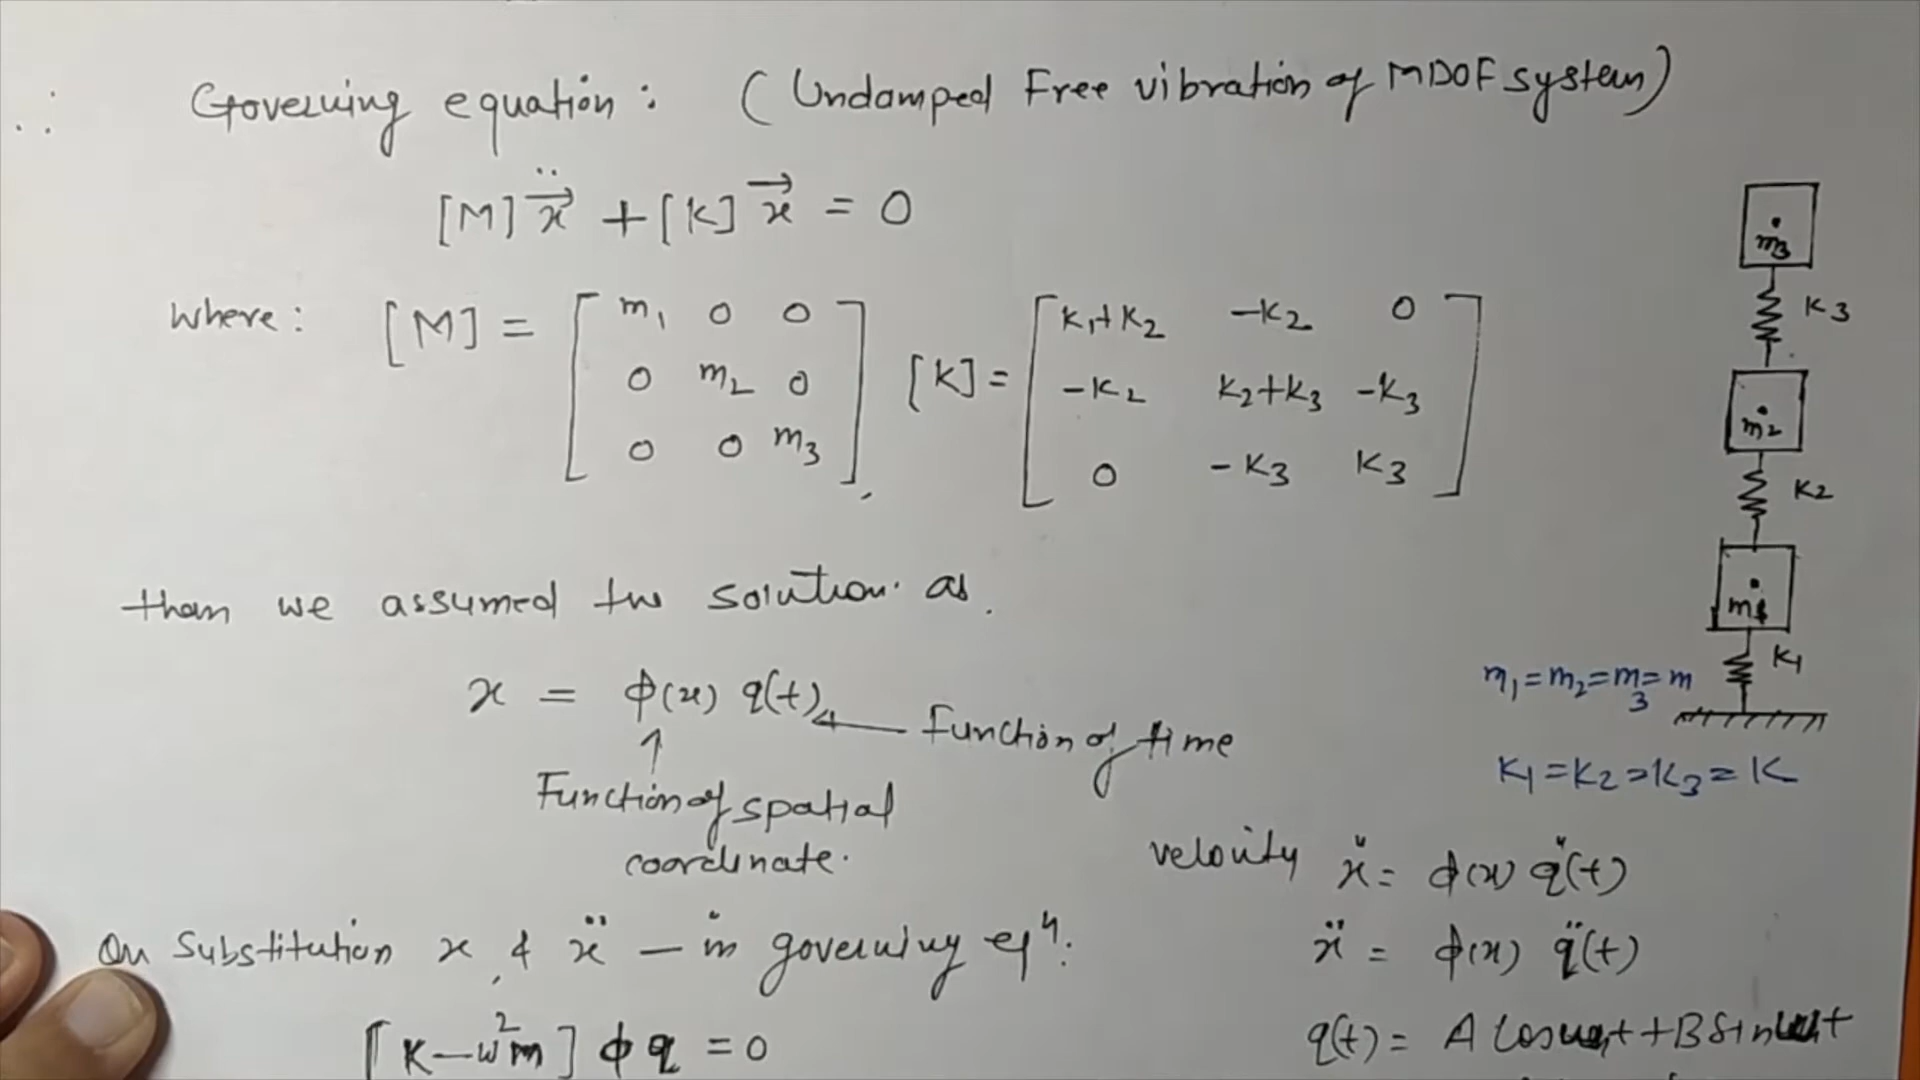 ∴ Governing equation: (Undamped Free vibration of MDOF system)
[M] ẍ⃗ + [K] x⃗ = 0
where: [M] = [ m₁ 0 0
0 m₂ 0
0 0 m₃ ] , [K] = [ K₁+K₂ -K₂ 0
-K₂ K₂+K₃ -K₃
0 -K₃ K₃ ]
m₃
K₃
m₂
K₂
m₁
K₁
then we assumed the solution as.
x = ϕ(x) q(t) ← function of time
↑
Function of spatial
coordinate.
m₁ = m₂ = m₃ = m
K₁ = K₂ = K₃ = K
velocity ẍ = ϕ(x) q̈(t)
ẍ = ϕ(x) q̈(t)
q(t) = A Cosωt + B Sinωt
On Substitution x & ẍ — in governing eqⁿ.
[K - ω²m] ϕ q = 0